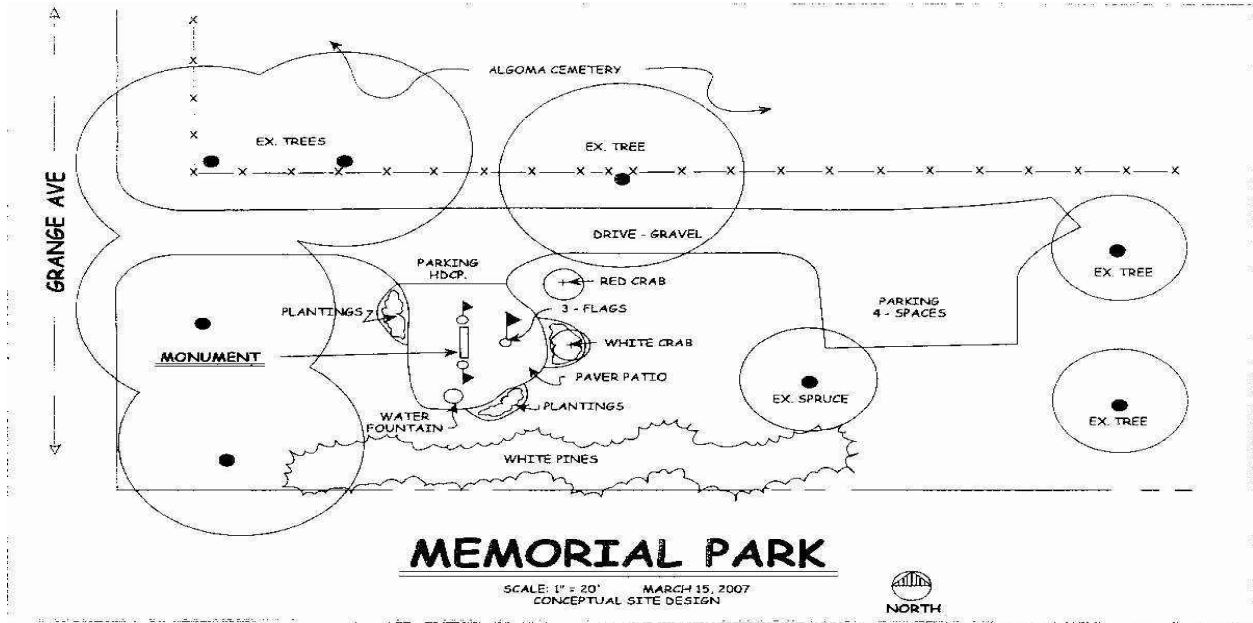 ALGOMA CEMETERY
EX. TREES
EX. TREE
GRANGE AVE
DRIVE - GRAVEL
PARKING
HDCP.
EX. TREE
RED CRAB
PLANTINGS
3 - FLAGS
PARKING
4 - SPACES
WHITE CRAB
MONUMENT
PAVER PATIO
EX. SPRUCE
PLANTINGS
WATER
FOUNTAIN
EX. TREE
WHITE PINES
MEMORIAL PARK
SCALE: 1" = 20' MARCH 15, 2007
CONCEPTUAL SITE DESIGN
NORTH